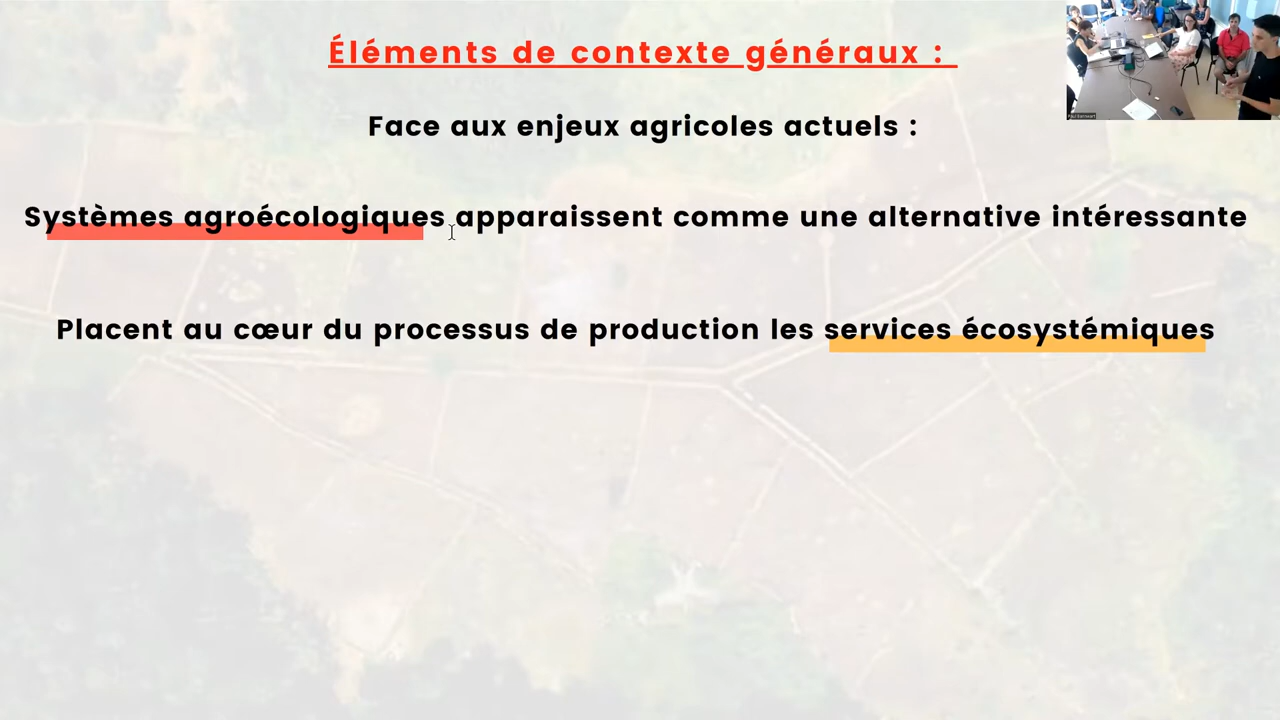 Éléments de contexte généraux :
Face aux enjeux agricoles actuels :
Systèmes agroécologiques apparaissent comme une alternative intéressante
Placent au cœur du processus de production les services écosystémiques